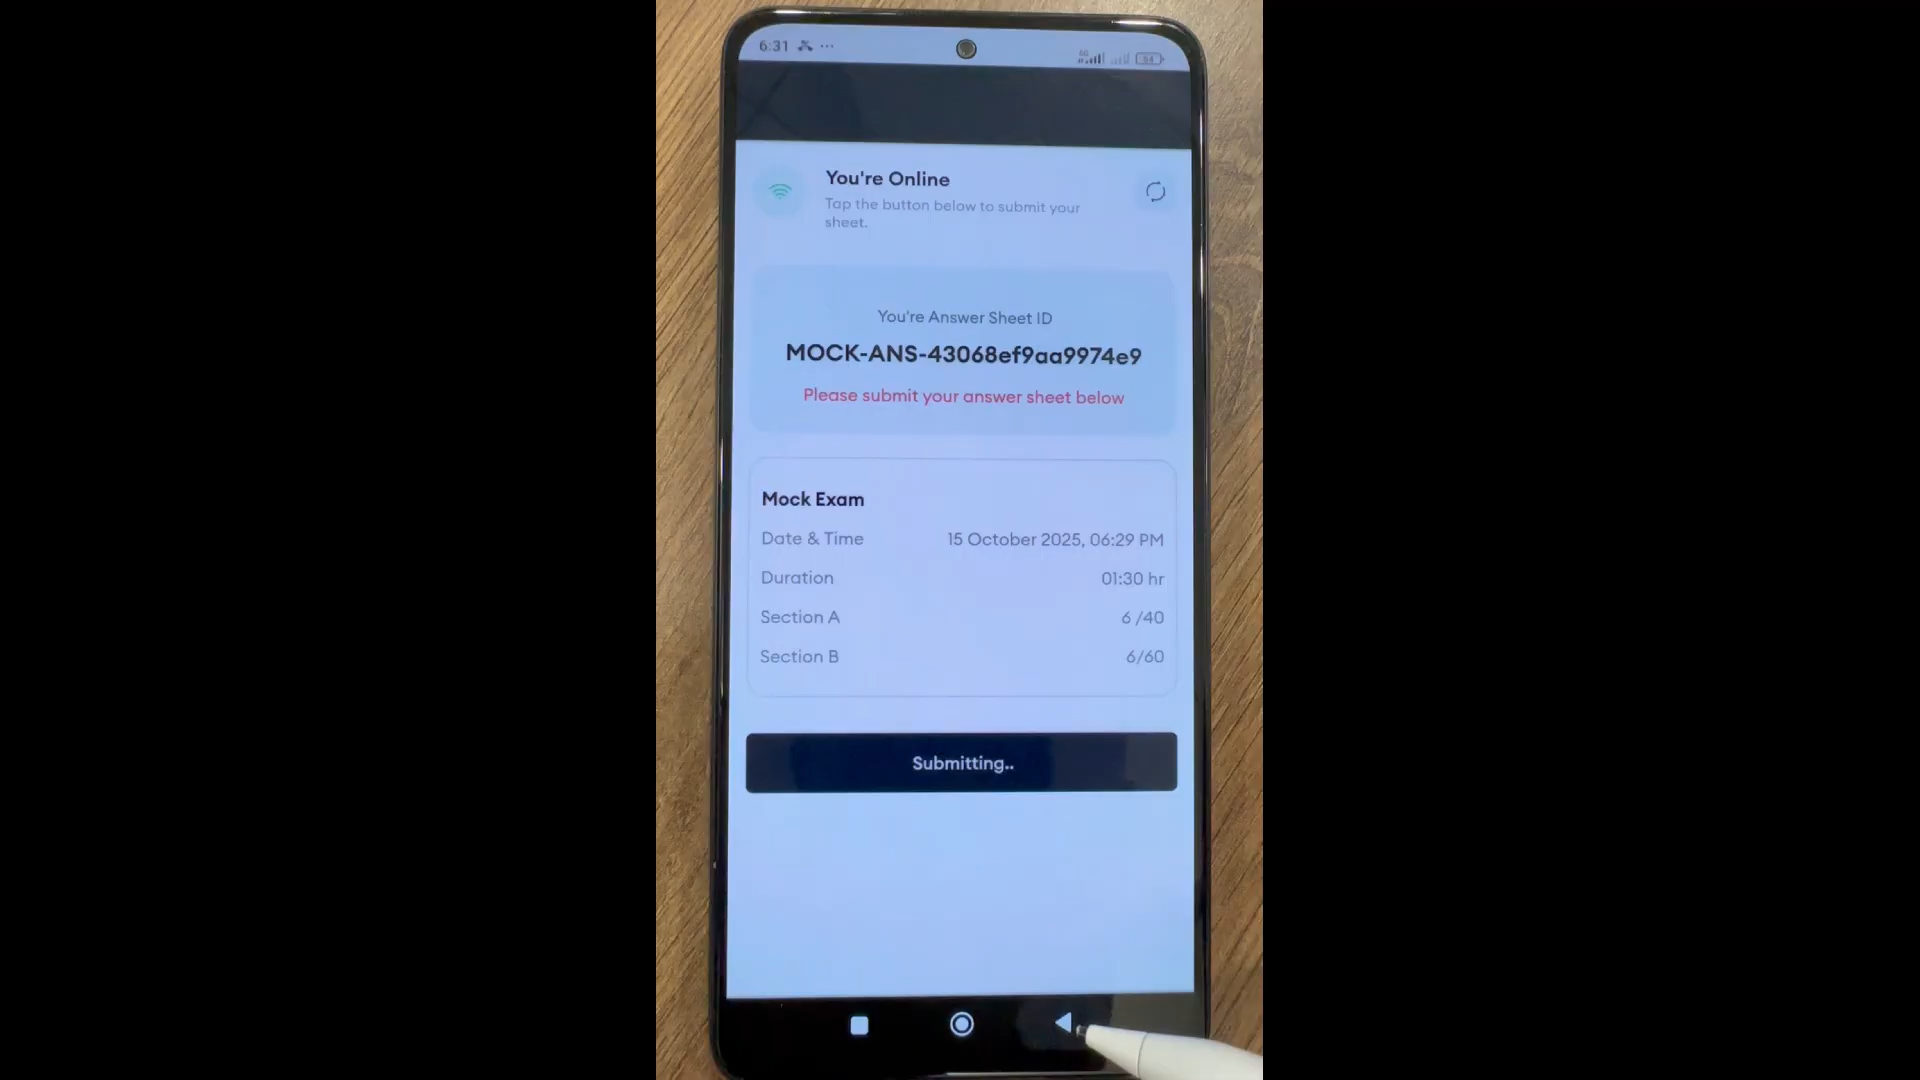 6:31
4G
54
You're Online
Tap the button below to submit your
sheet.
You're Answer Sheet ID
MOCK-ANS-43068ef9aa9974e9
Please submit your answer sheet below
Mock Exam
Date & Time 15 October 2025, 06:29 PM
Duration 01:30 hr
Section A 6 /40
Section B 6/60
Submitting..